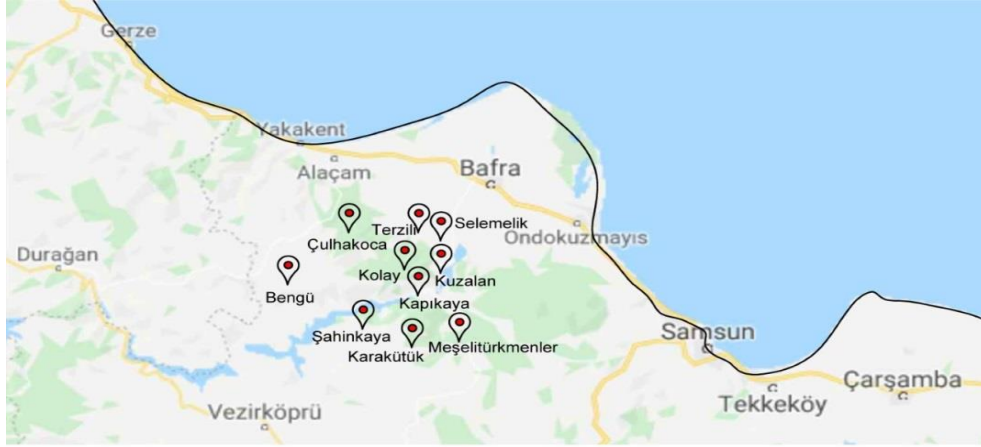 Gerze
Yakakent
Alaçam
Bafra
Terzili
Selemelik
Çulhakoca
Ondokuzmayıs
Durağan
Kolay
Kuzalan
Bengü
Kapıkaya
Şahinkaya
Karakütük
Meşelitürkmenler
Samsun
Çarşamba
Vezirköprü
Tekkeköy